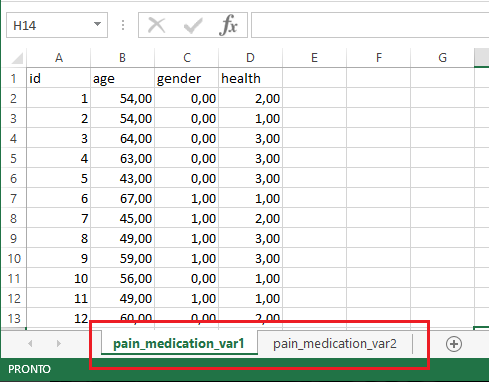 H14 fx
A B C D E F G
1 id age gender health
2 1 54,00 0,00 2,00
3 2 54,00 0,00 1,00
4 3 64,00 0,00 3,00
5 4 63,00 0,00 3,00
6 5 43,00 0,00 3,00
7 6 67,00 1,00 1,00
8 7 45,00 1,00 2,00
9 8 49,00 1,00 3,00
10 9 59,00 1,00 3,00
11 10 56,00 0,00 1,00
12 11 49,00 1,00 1,00
13 12 60,00 0,00 2,00
pain_medication_var1 pain_medication_var2
PRONTO